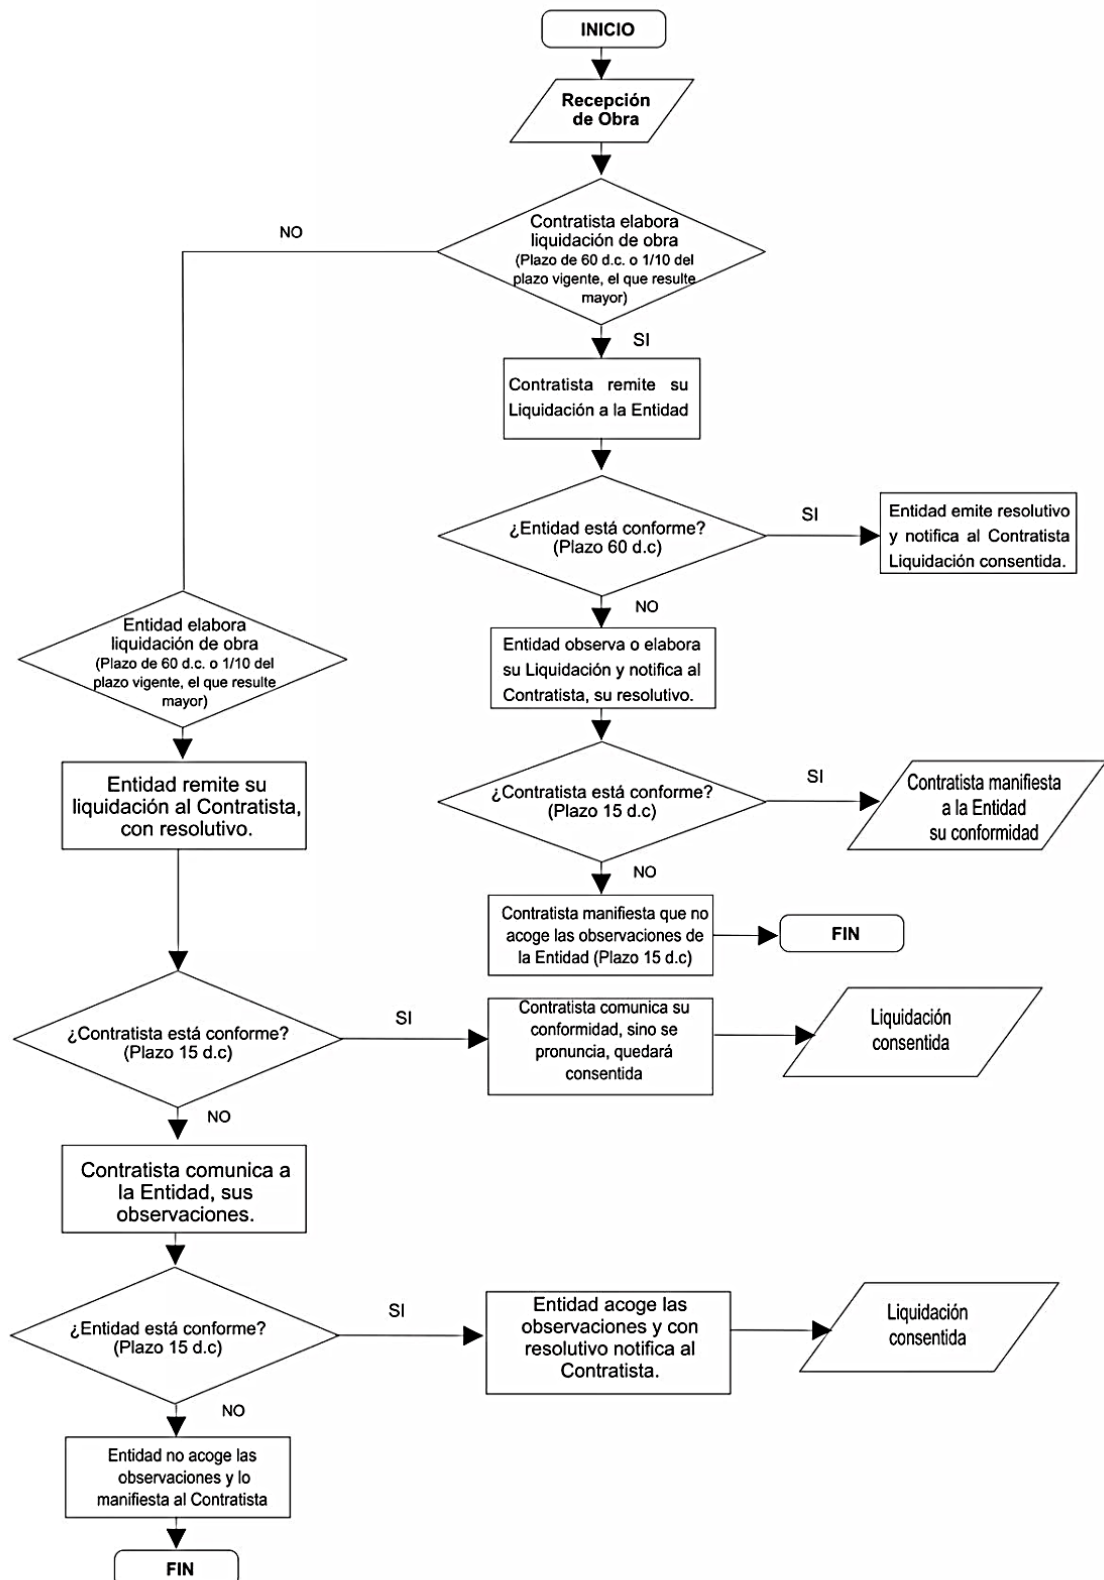 INICIO
Recepción
de Obra
Contratista elabora
liquidación de obra
(Plazo de 60 d.c. o 1/10 del
plazo vigente, el que resulte
mayor)
NO
SI
Contratista remite su
Liquidación a la Entidad
¿Entidad está conforme?
(Plazo 60 d.c)
SI
Entidad emite resolutivo
y notifica al Contratista
Liquidación consentida.
NO
Entidad elabora
liquidación de obra
(Plazo de 60 d.c. o 1/10 del
plazo vigente, el que resulte
mayor)
Entidad observa o elabora
su Liquidación y notifica al
Contratista, su resolutivo.
Entidad remite su
liquidación al Contratista,
con resolutivo.
¿Contratista está conforme?
(Plazo 15 d.c)
SI
Contratista manifiesta
a la Entidad
su conformidad
NO
Contratista manifiesta que no
acoge las observaciones de
la Entidad (Plazo 15 d.c)
FIN
¿Contratista está conforme?
(Plazo 15 d.c)
SI
Contratista comunica su
conformidad, sino se
pronuncia, quedará
consentida
Liquidación
consentida
NO
Contratista comunica a
la Entidad, sus
observaciones.
¿Entidad está conforme?
(Plazo 15 d.c)
SI
Entidad acoge las
observaciones y con
resolutivo notifica al
Contratista.
Liquidación
consentida
NO
Entidad no acoge las
observaciones y lo
manifiesta al Contratista
FIN